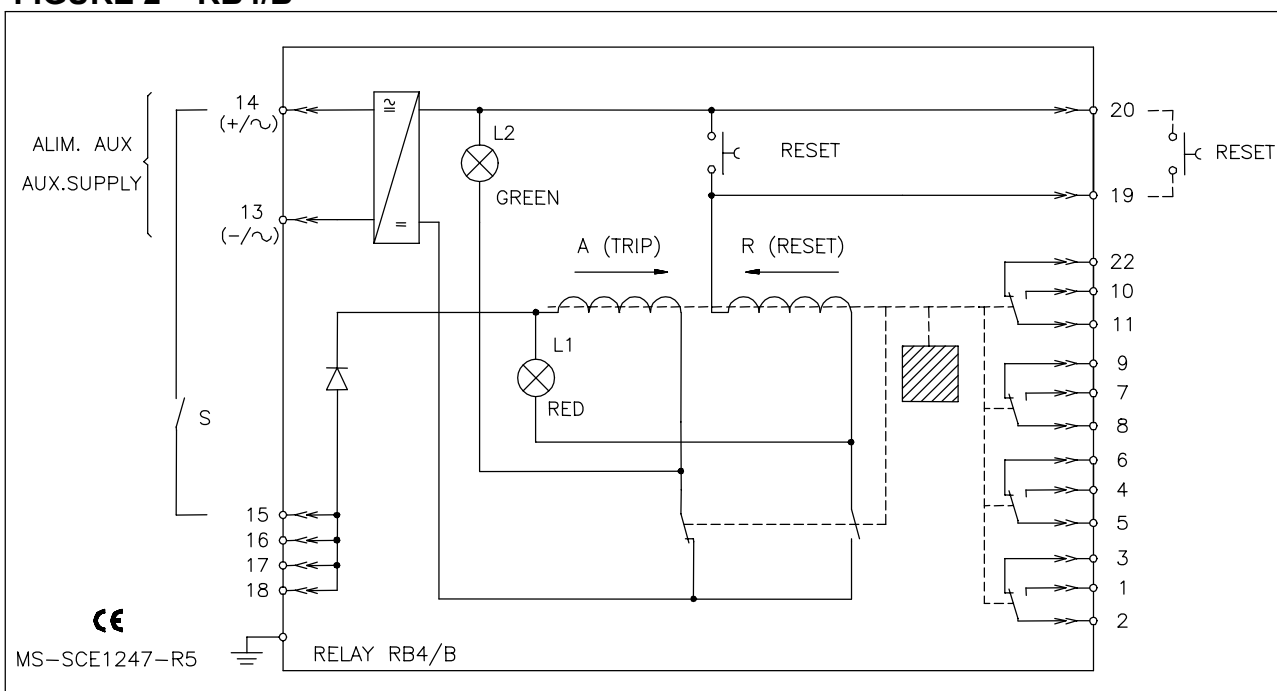 FIGURE 2 – RB4/B
14
(+/~)
ALIM. AUX
AUX.SUPPLY
13
(-/~)
≅
=
L2
GREEN
RESET
20
RESET
19
A (TRIP)
R (RESET)
22
10
11
L1
RED
9
7
8
S
6
4
5
15
16
17
18
3
1
2
CE
MS-SCE1247-R5
RELAY RB4/B